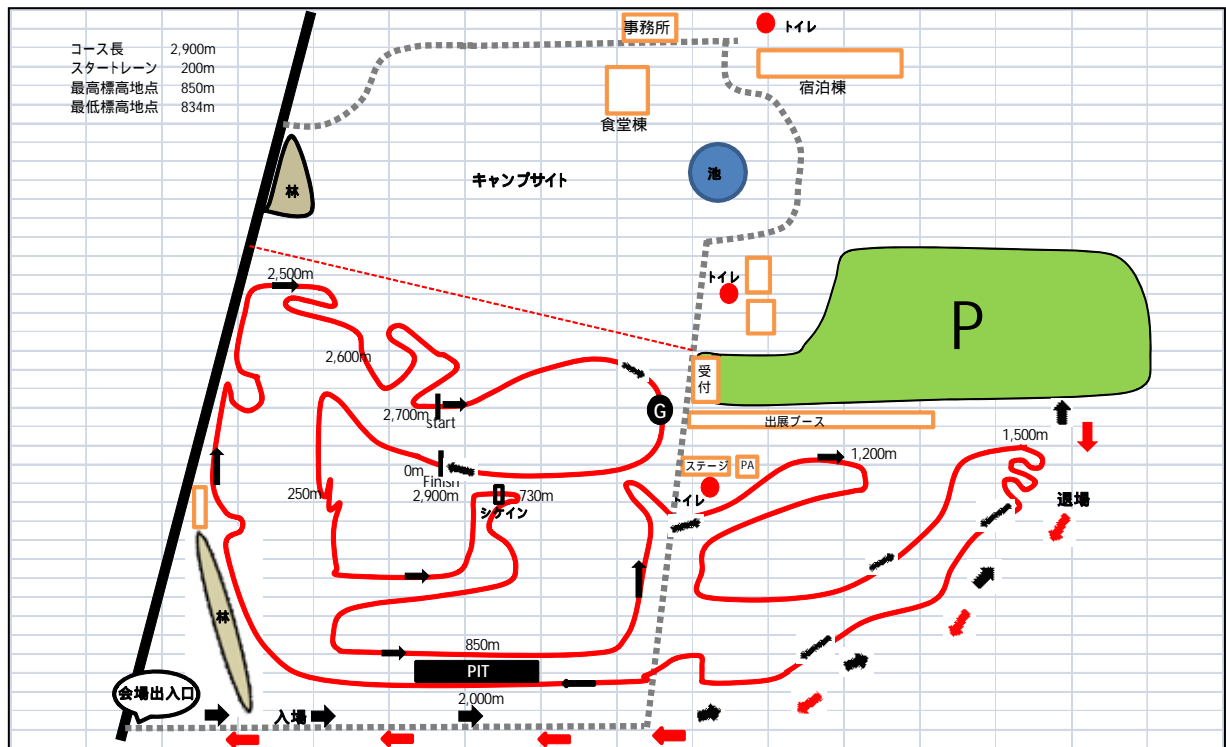 事務所
トイレ
コース長 2,900m
スタートレーン 200m
最高標高地点 850m
最低標高地点 834m
宿泊棟
食堂棟
池
キャンプサイト
林
2,500m
トイレ
P
2,600m
受付
2,700m
start
G
出展ブース
1,500m
1,200m
ステージ
PA
0m
Finish
2,900m
250m
730m
シケイン
トイレ
退場
林
850m
PIT
2,000m
会場出入口
入場